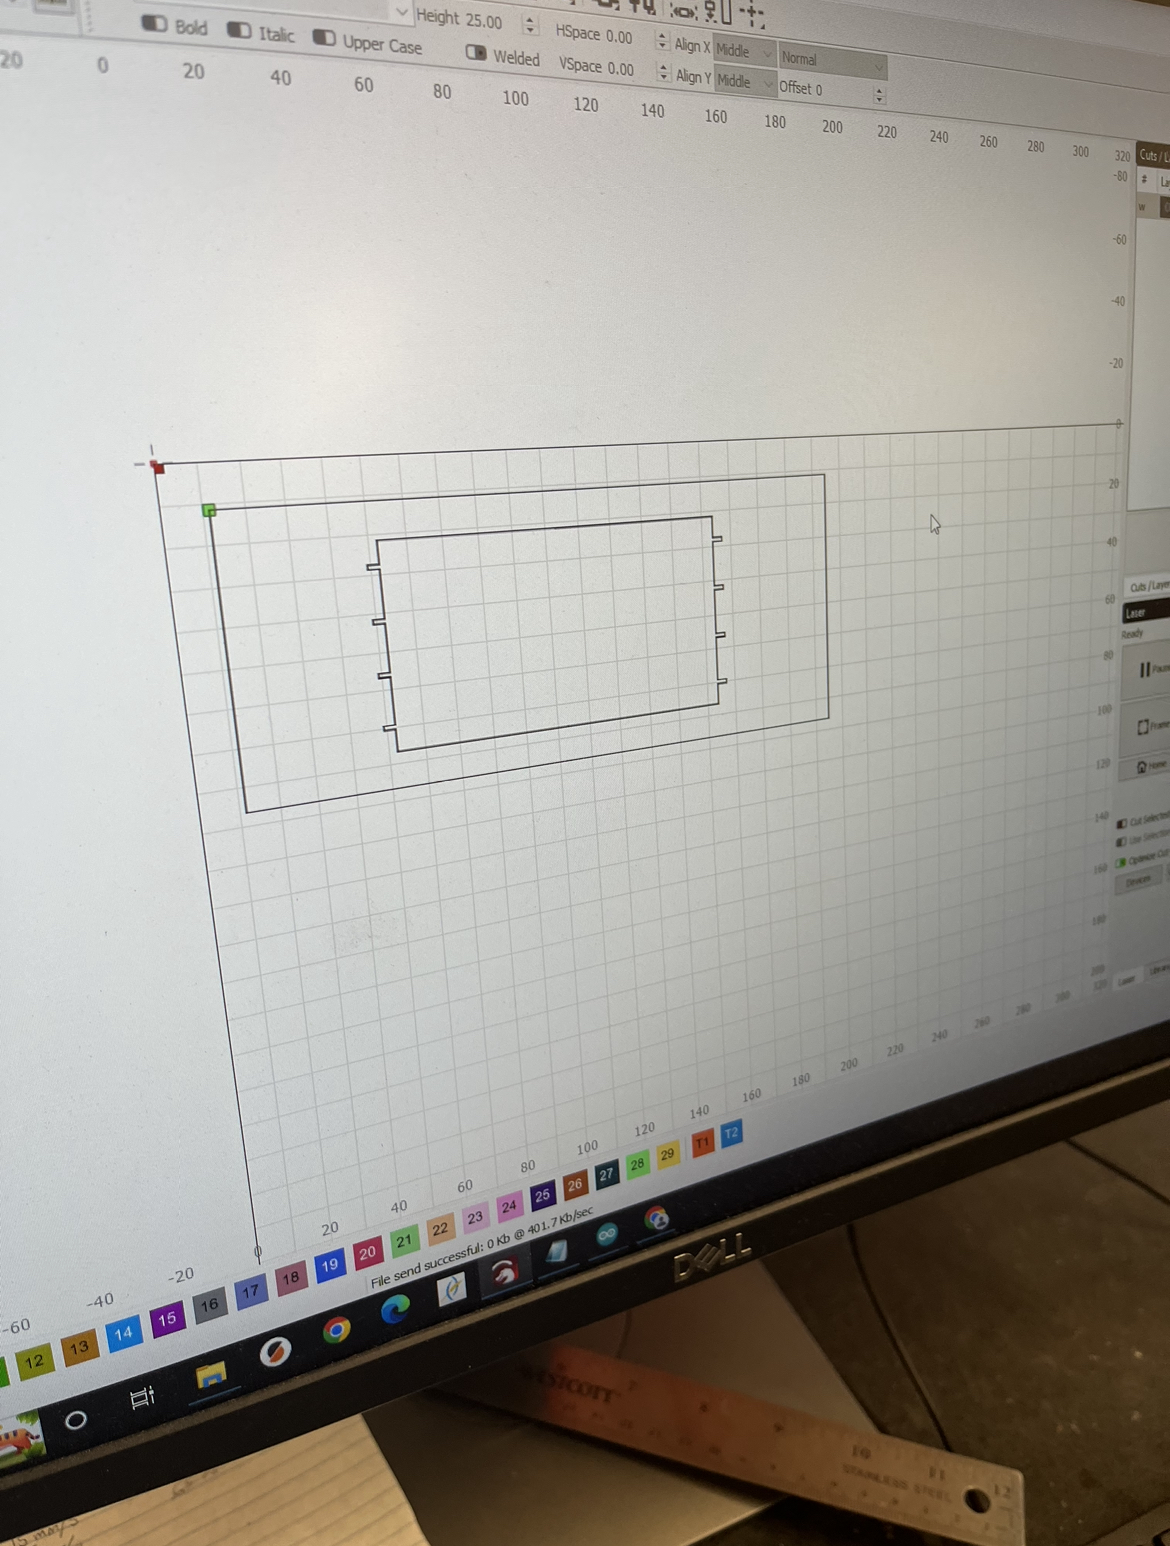 Height 25.00
HSpace 0.00
Align X Middle
Normal
Bold
Italic
Upper Case
Welded
VSpace 0.00
Align Y Middle
Offset 0
20 0 20 40 60 80 100 120 140 160 180 200 220 240 260 280 300 320
Cuts / L
-80
#
La
w
-60
-40
-20
0
20
40
60
80
100
120
140
160
180
200
Cuts / Laye
Laser
Ready
Frame
Home
Cut Selected
Devices
Laser
-60 -40 -20 0 20 40 60 80 100 120 140 160 180 200 220 240 260 280 300 320
12 13 14 15 16 17 18 19 20 21 22 23 24 25 26 27 28 29 T1 T2
File send successful: 0 Kb @ 401.7 Kb/sec
DELL
WESTCOTT
10 11 12
STAINLESS STEEL